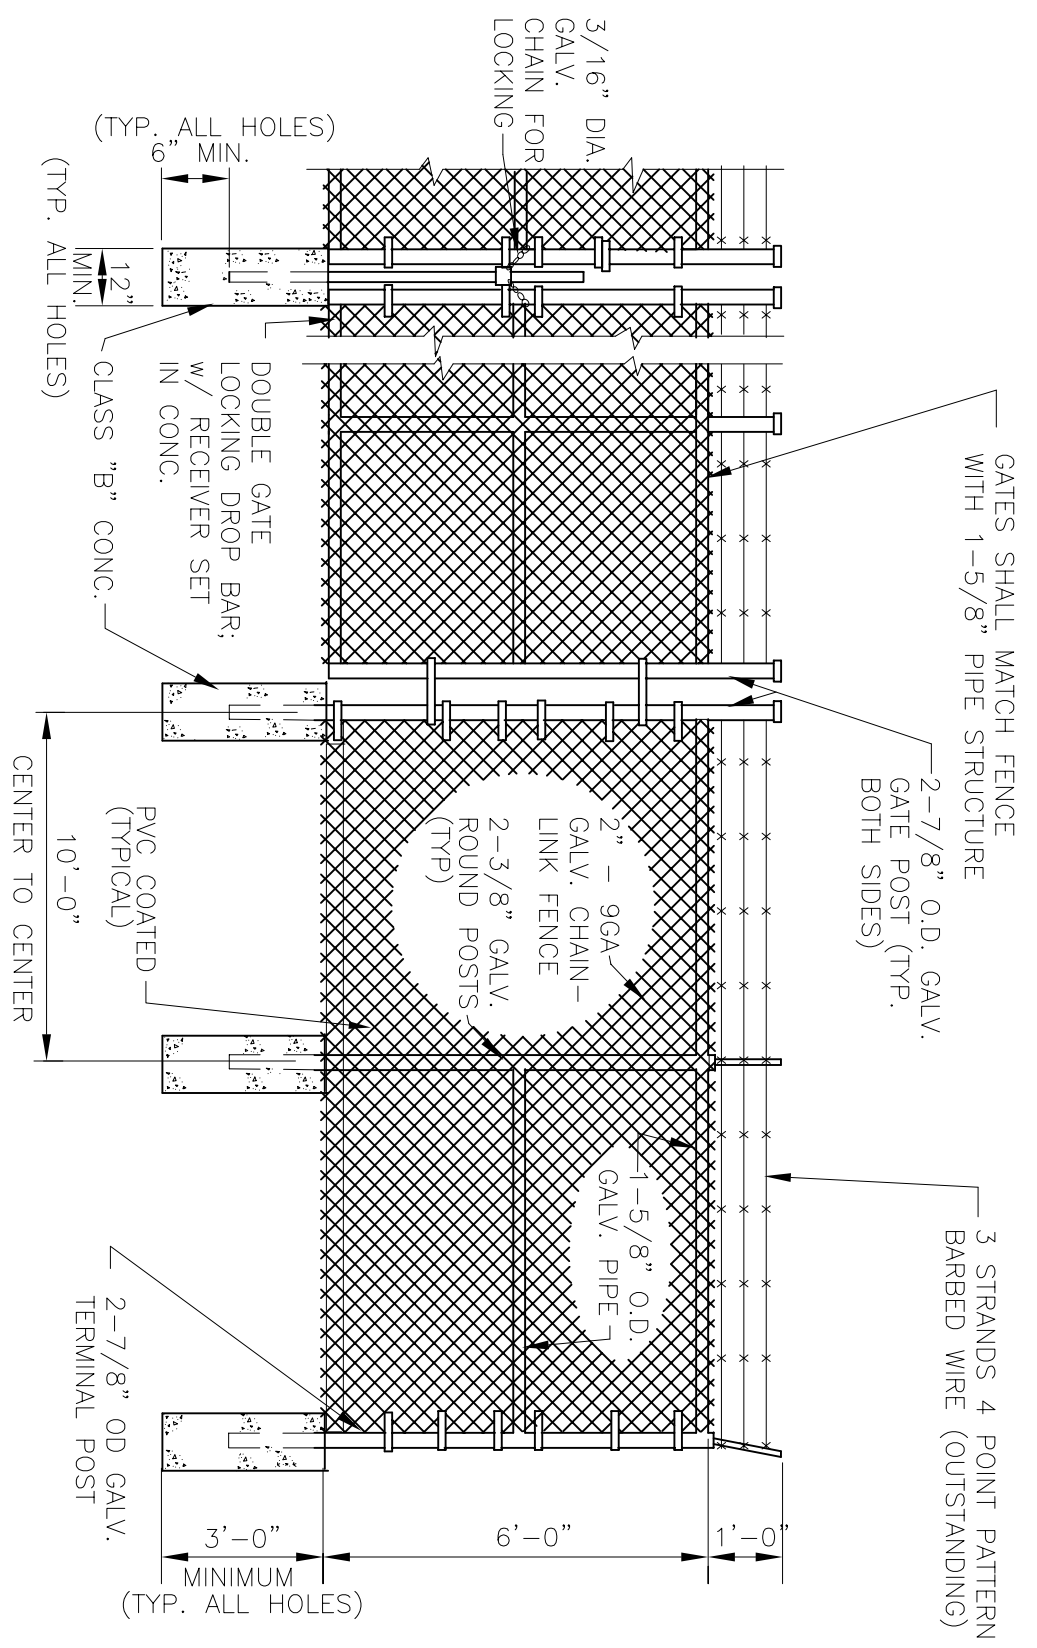 GATES SHALL MATCH FENCE
WITH 1-5/8" PIPE STRUCTURE
2-7/8" O.D. GALV.
GATE POST (TYP.
BOTH SIDES)
3 STRANDS 4 POINT PATTERN
BARBED WIRE (OUTSTANDING)
3/16" DIA.
GALV.
CHAIN FOR
LOCKING
2" - 9GA
GALV. CHAIN-
LINK FENCE
2-3/8" GALV.
ROUND POSTS
(TYP)
1-5/8" O.D.
GALV. PIPE
1'-0"
6'-0"
3'-0"
MINIMUM
(TYP. ALL HOLES)
(TYP. ALL HOLES)
6" MIN.
12"
MIN.
(TYP. ALL HOLES)
DOUBLE GATE
LOCKING DROP BAR;
W/ RECEIVER SET
IN CONC.
CLASS "B" CONC.
PVC COATED
(TYPICAL)
10'-0"
CENTER TO CENTER
2-7/8" OD GALV.
TERMINAL POST